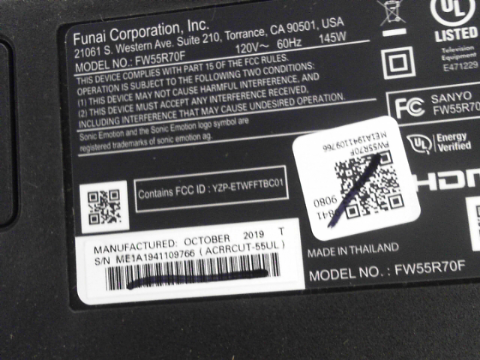 Funai Corporation, Inc.
21061 S. Western Ave. Suite 210, Torrance, CA 90501, USA
MODEL NO.: FW55R70F 120V~ 60Hz 145W
THIS DEVICE COMPLIES WITH PART 15 OF THE FCC RULES.
OPERATION IS SUBJECT TO THE FOLLOWING TWO CONDITIONS:
(1) THIS DEVICE MAY NOT CAUSE HARMFUL INTERFERENCE, AND
(2) THIS DEVICE MUST ACCEPT ANY INTERFERENCE RECEIVED,
INCLUDING INTERFERENCE THAT MAY CAUSE UNDESIRED OPERATION.
Sonic Emotion and the Sonic Emotion logo symbol are
registered trademarks of sonic emotion ag.
Contains FCC ID : YZP-ETWFFTBC01
MANUFACTURED: OCTOBER 2019 T
S/N ME1A1941109766 (ACRRCUT-55UL)
UL
LISTED
Television
Equipment
E471229
FC SANYO
FW55R70F
UL Energy
Verified
FW55R70F
ME1A1941109766
9080
HDMI
MADE IN THAILAND
MODEL NO. : FW55R70F